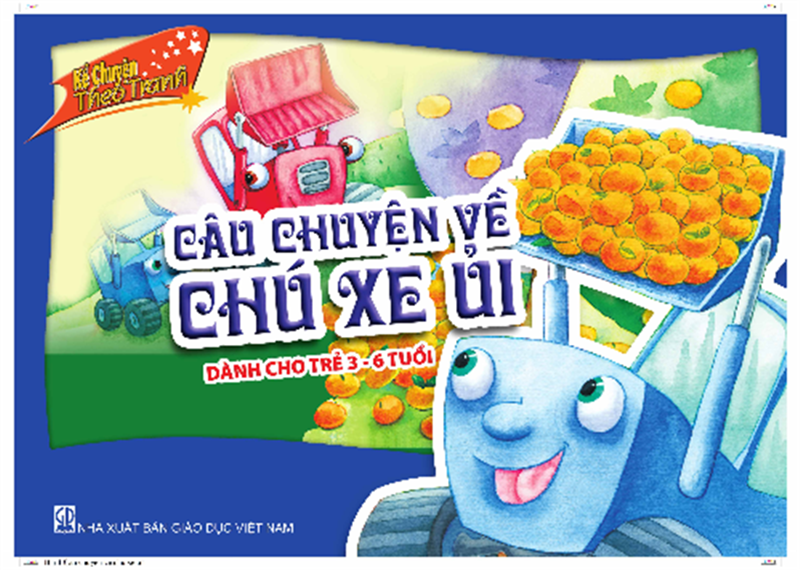 Kể Chuyện
Theo Tranh
CÂU CHUYỆN VỀ
CHÚ XE ỦI
DÀNH CHO TRẺ 3 - 6 TUỔI
NHÀ XUẤT BẢN GIÁO DỤC VIỆT NAM